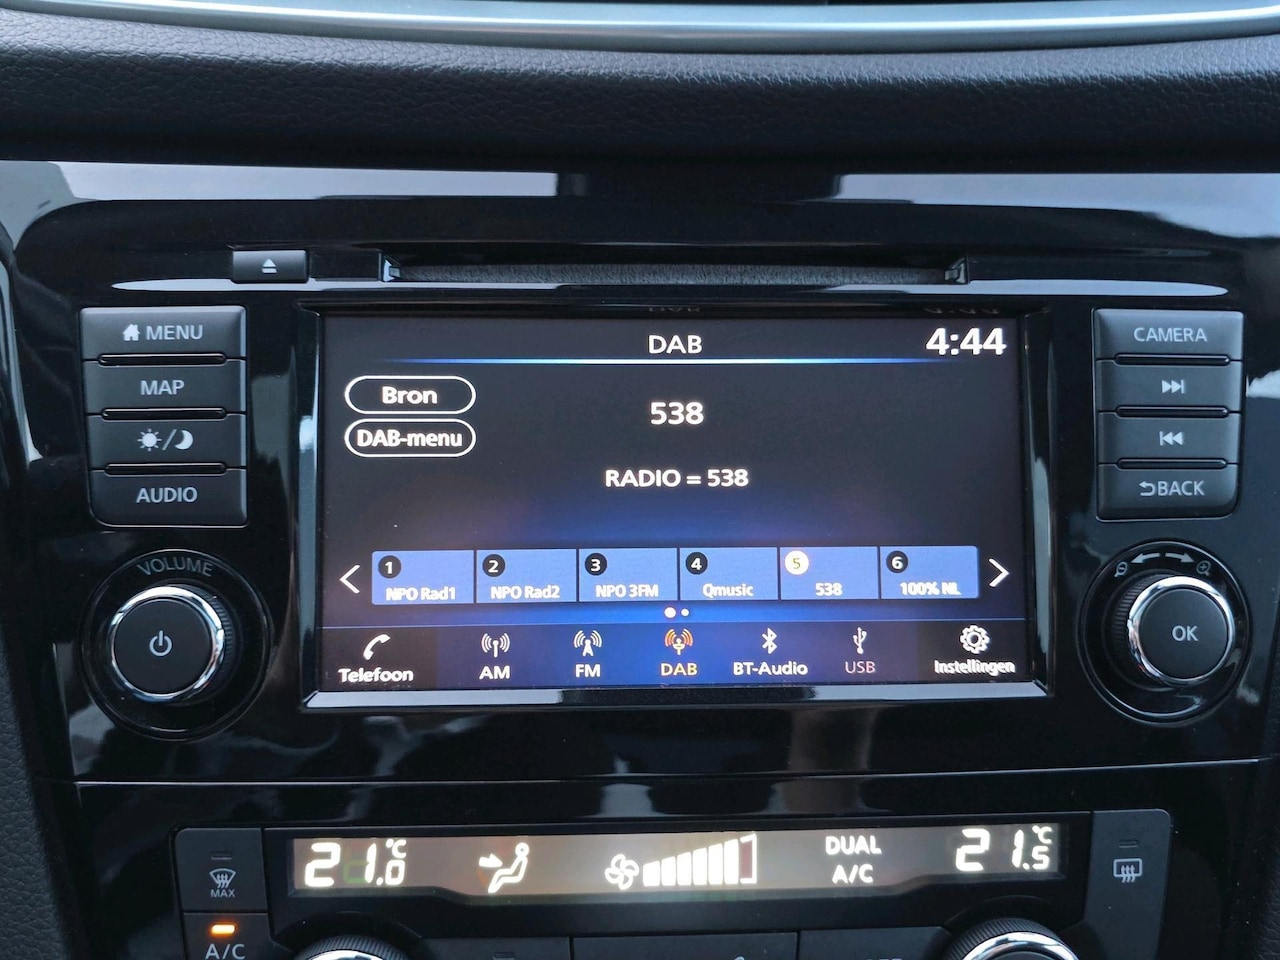 MENU
MAP
AUDIO
VOLUME
DAB
4:44
Bron
DAB-menu
538
RADIO = 538
1 NPO Rad1
2 NPO Rad2
3 NPO 3FM
4 Qmusic
5 538
6 100% NL
Telefoon
AM
FM
DAB
BT-Audio
USB
Instellingen
CAMERA
BACK
OK
MAX
A/C
21.0°C
DUAL
A/C
21.5°C